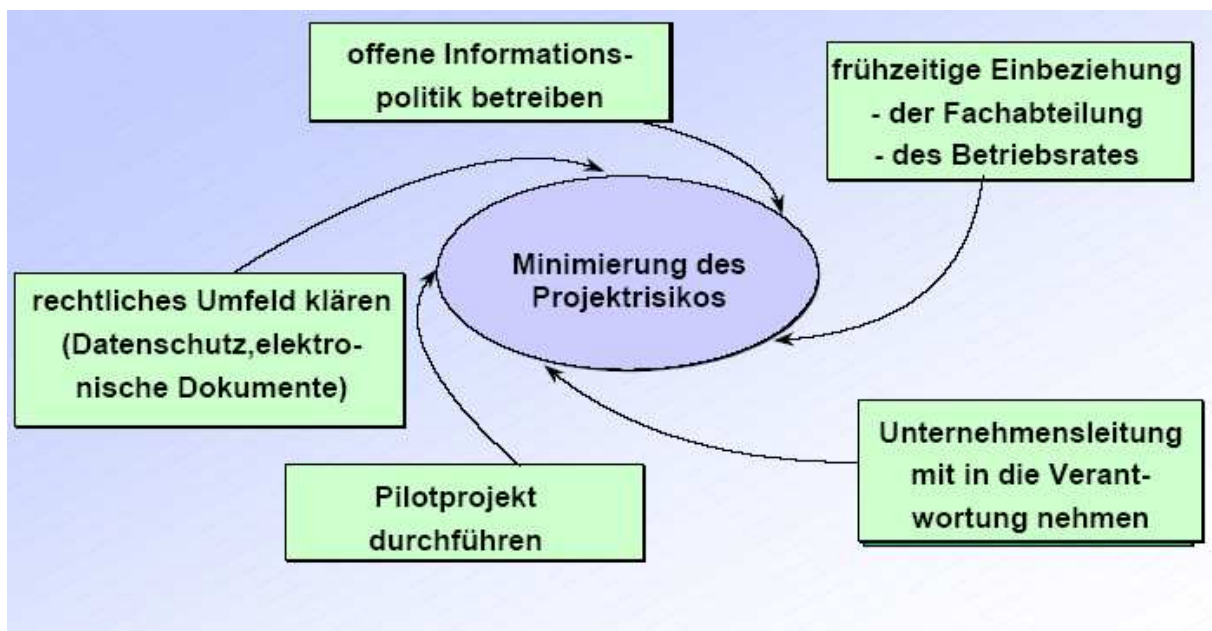 offene Informations-
politik betreiben
frühzeitige Einbeziehung
- der Fachabteilung
- des Betriebsrates
Minimierung des
Projektrisikos
rechtliches Umfeld klären
(Datenschutz,elektro-
nische Dokumente)
Unternehmensleitung
mit in die Verant-
wortung nehmen
Pilotprojekt
durchführen